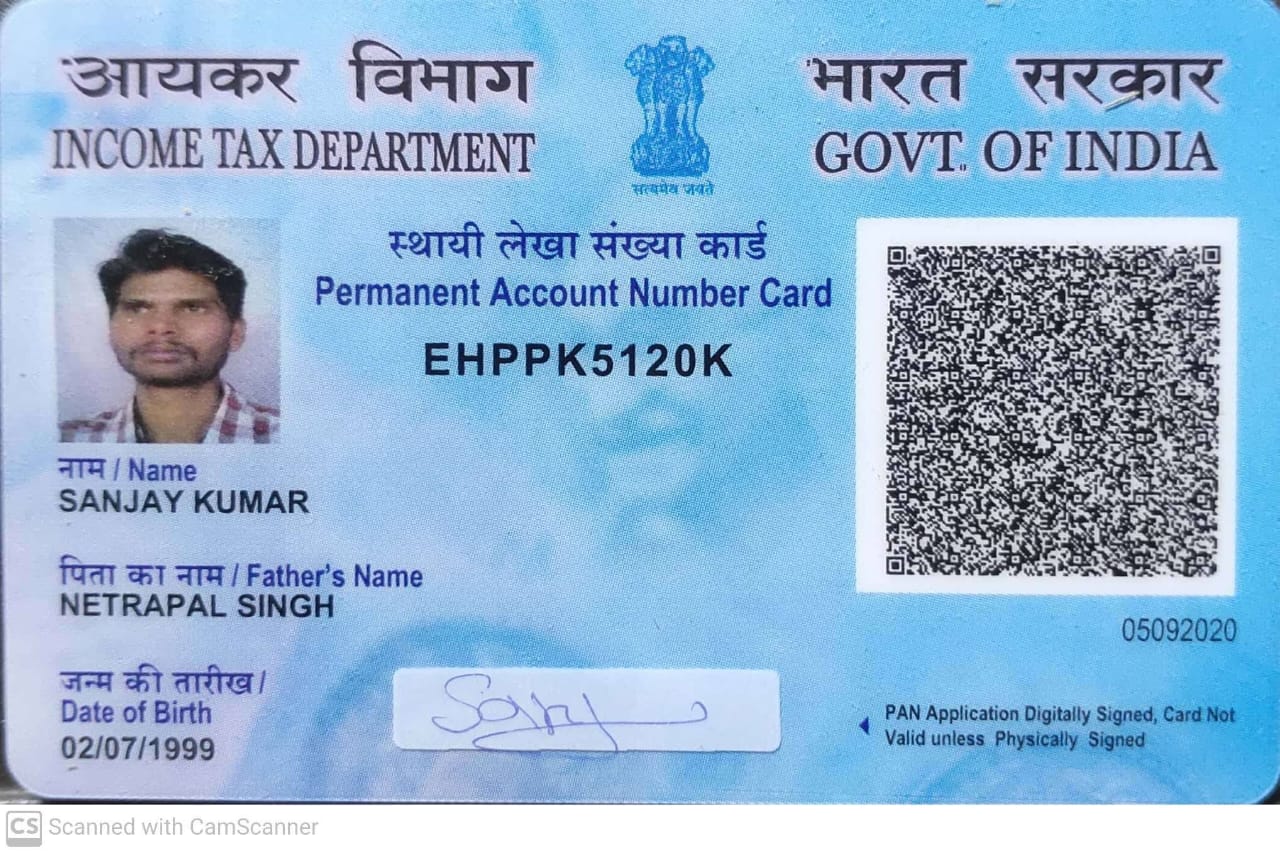 आयकर विभाग
INCOME TAX DEPARTMENT
सत्यमेव जयते
भारत सरकार
GOVT. OF INDIA
स्थायी लेखा संख्या कार्ड
Permanent Account Number Card
EHPPK5120K
नाम / Name
SANJAY KUMAR
पिता का नाम / Father's Name
NETRAPAL SINGH
05092020
जन्म की तारीख /
Date of Birth
02/07/1999
PAN Application Digitally Signed, Card Not
Valid unless Physically Signed
CS Scanned with CamScanner